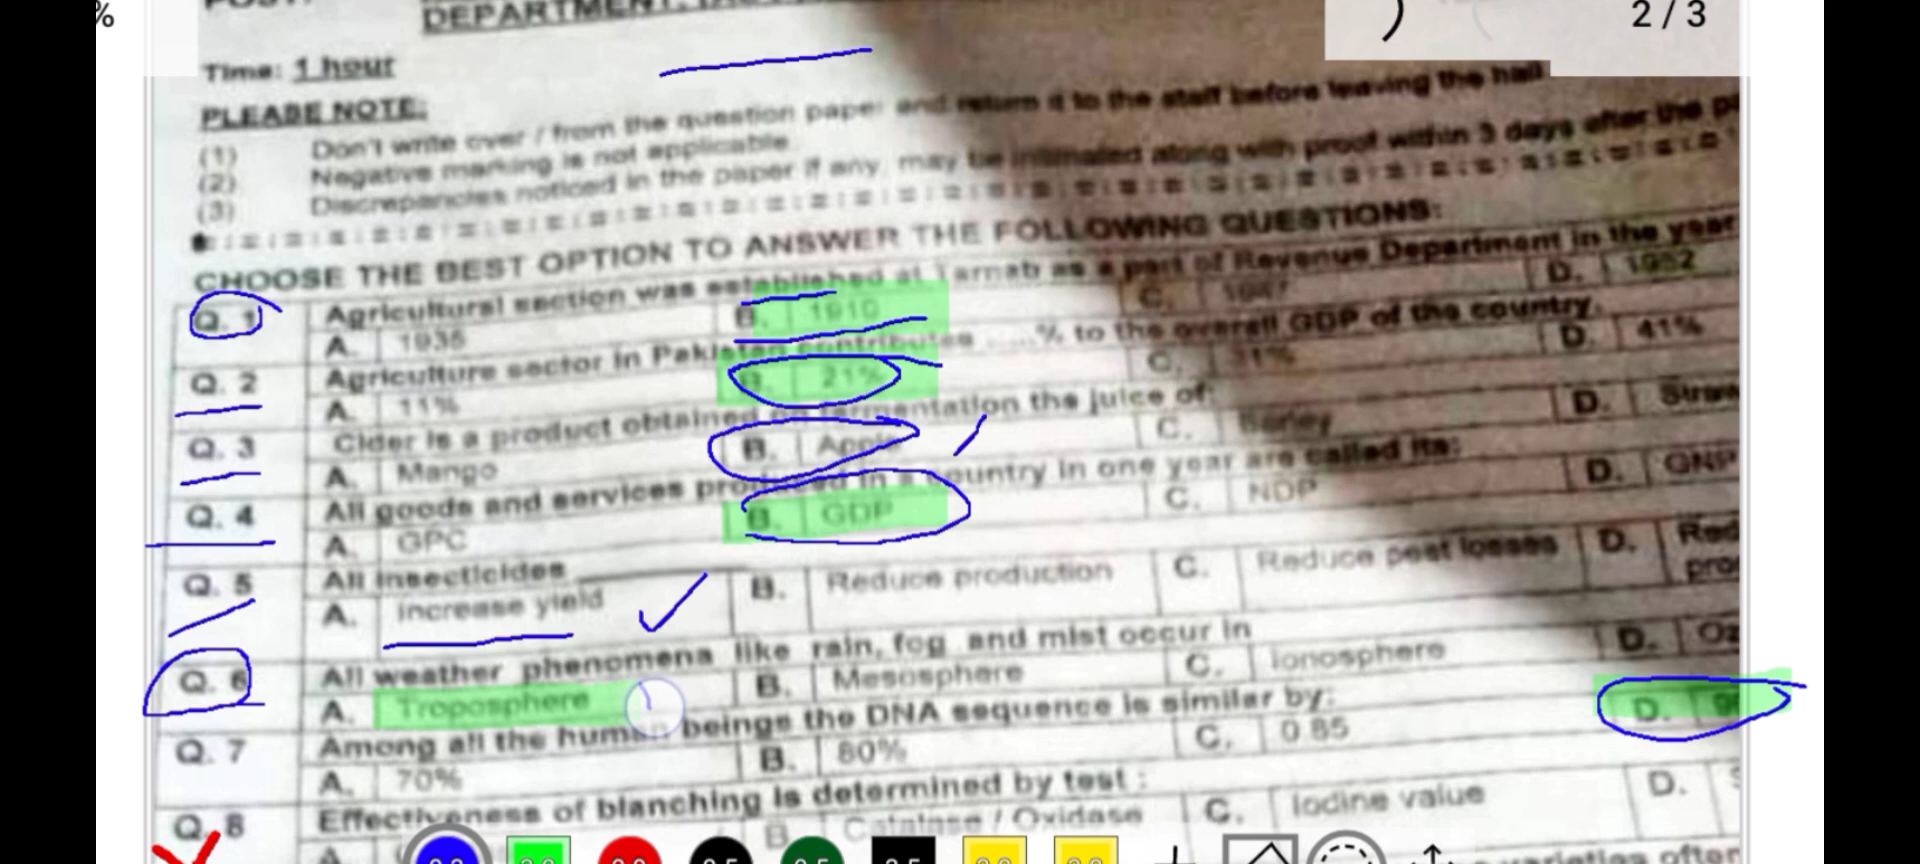 %
POST:
DEPARTMENT,
2 / 3
Time: 1 hour
PLEASE NOTE:
(1) Don't write over / from the question paper and return it to the staff before leaving the hall
(2) Negative marking is not applicable
(3) Discrepancies noticed in the paper if any, may be intimated along with proof within 3 days after the
CHOOSE THE BEST OPTION TO ANSWER THE FOLLOWING QUESTIONS:
Q. 1 Agricultural section was established at Tarnab as a part of Revenue Department in the year
A. 1935 B. 1910 C. 1947 D. 1952
Q. 2 Agriculture sector in Pakistan contributes .....% to the overall GDP of the country.
A. 11% B. 21% C. 31% D. 41%
Q. 3 Cider is a product obtained on fermentation the juice of:
A. Mango B. Apple C. Barley D.
Q. 4 All goods and services produced in a country in one year are called its:
A. GPC B. GDP C. NDP D. GNP
Q. 5 All insecticides
A. increase yield B. Reduce production C. Reduce pest losses D.
Q. 6 All weather phenomena like rain, fog and mist occur in
A. Troposphere B. Mesosphere C. Ionosphere D.
Q. 7 Among all the human beings the DNA sequence is similar by:
A. 70% B. 80% C. 0.85 D.
Q. 8 Effectiveness of blanching is determined by test :
A. B. Catalase / Oxidase C. Iodine value D.
varieties often